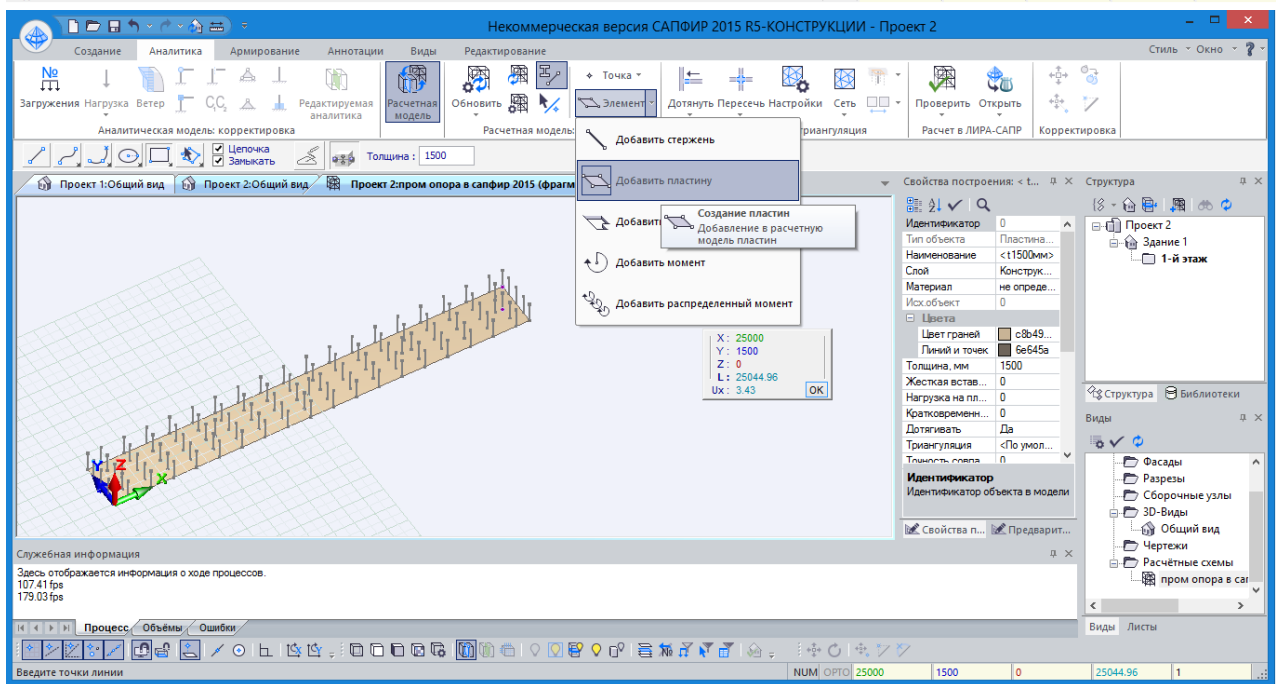 Некоммерческая версия САПФИР 2015 R5-КОНСТРУКЦИИ - Проект 2
Создание Аналитика Армирование Аннотации Виды Редактирование Стиль Окно ?
№
Загружения Нагрузка Ветер Редактируемая аналитика Расчетная модель Обновить Точка Элемент Дотянуть Пересечь Настройки Сеть Проверить Открыть
Аналитическая модель: корректировка Расчетная модель: риангуляция Расчет в ЛИРА-САПР Корректировка
Цепочка
Замыкать
Толщина : 1500
Добавить стержень
Добавить пластину
Создание пластин
Добавление в расчетную
модель пластин
Добавить момент
Добавить распределенный момент
Проект 1:Общий вид Проект 2:Общий вид Проект 2:пром опора в сапфир 2015 (фрагм
X: 25000
Y: 1500
Z: 0
L: 25044.96
Ux: 3.43 OK
Y Z X
Свойства построения: < t...
Идентификатор 0
Тип объекта Пластина...
Наименование <t1500мм>
Слой Конструк...
Материал не опреде...
Исх.объект 0
Цвета
Цвет граней c8b49...
Линий и точек 6e645a
Толщина, мм 1500
Жесткая встав... 0
Нагрузка на пл... 0
Кратковременн... 0
Дотягивать Да
Триангуляция <По умол...
Точность совпа 0
Идентификатор
Идентификатор объекта в модели
Свойства п... Предварит...
Структура
Проект 2
Здание 1
1-й этаж
Структура Библиотеки
Виды
Фасады
Разрезы
Сборочные узлы
3D-Виды
Общий вид
Чертежи
Расчётные схемы
пром опора в сап
Виды Листы
Служебная информация
Здесь отображается информация о ходе процессов.
107.41 fps
179.03 fps
Процесс Объёмы Ошибки
Введите точки линии NUM ОРТО 25000 1500 0 25044.96 1